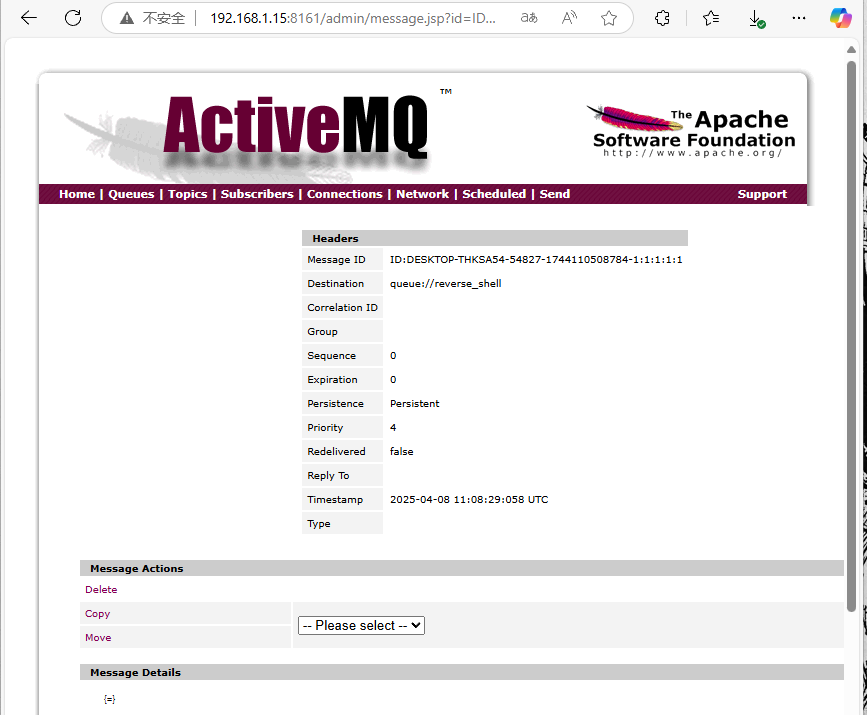 不安全 192.168.1.15:8161/admin/message.jsp?id=ID...
ActiveMQ ™
The Apache
Software Foundation
http://www.apache.org/
Home | Queues | Topics | Subscribers | Connections | Network | Scheduled | Send Support
Headers
Message ID ID:DESKTOP-THKSA54-54827-1744110508784-1:1:1:1:1
Destination queue://reverse_shell
Correlation ID
Group
Sequence 0
Expiration 0
Persistence Persistent
Priority 4
Redelivered false
Reply To
Timestamp 2025-04-08 11:08:29:058 UTC
Type
Message Actions
Delete
Copy
-- Please select --
Move
Message Details
{=}